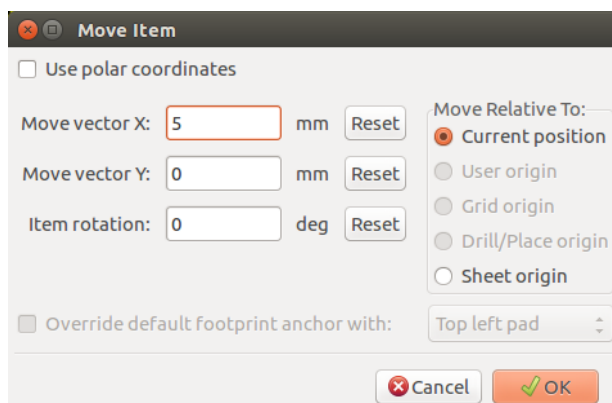 Move Item
Use polar coordinates
Move vector X: 5 mm Reset
Move vector Y: 0 mm Reset
Item rotation: 0 deg Reset
Move Relative To:
Current position
User origin
Grid origin
Drill/Place origin
Sheet origin
Override default footprint anchor with: Top left pad
Cancel OK